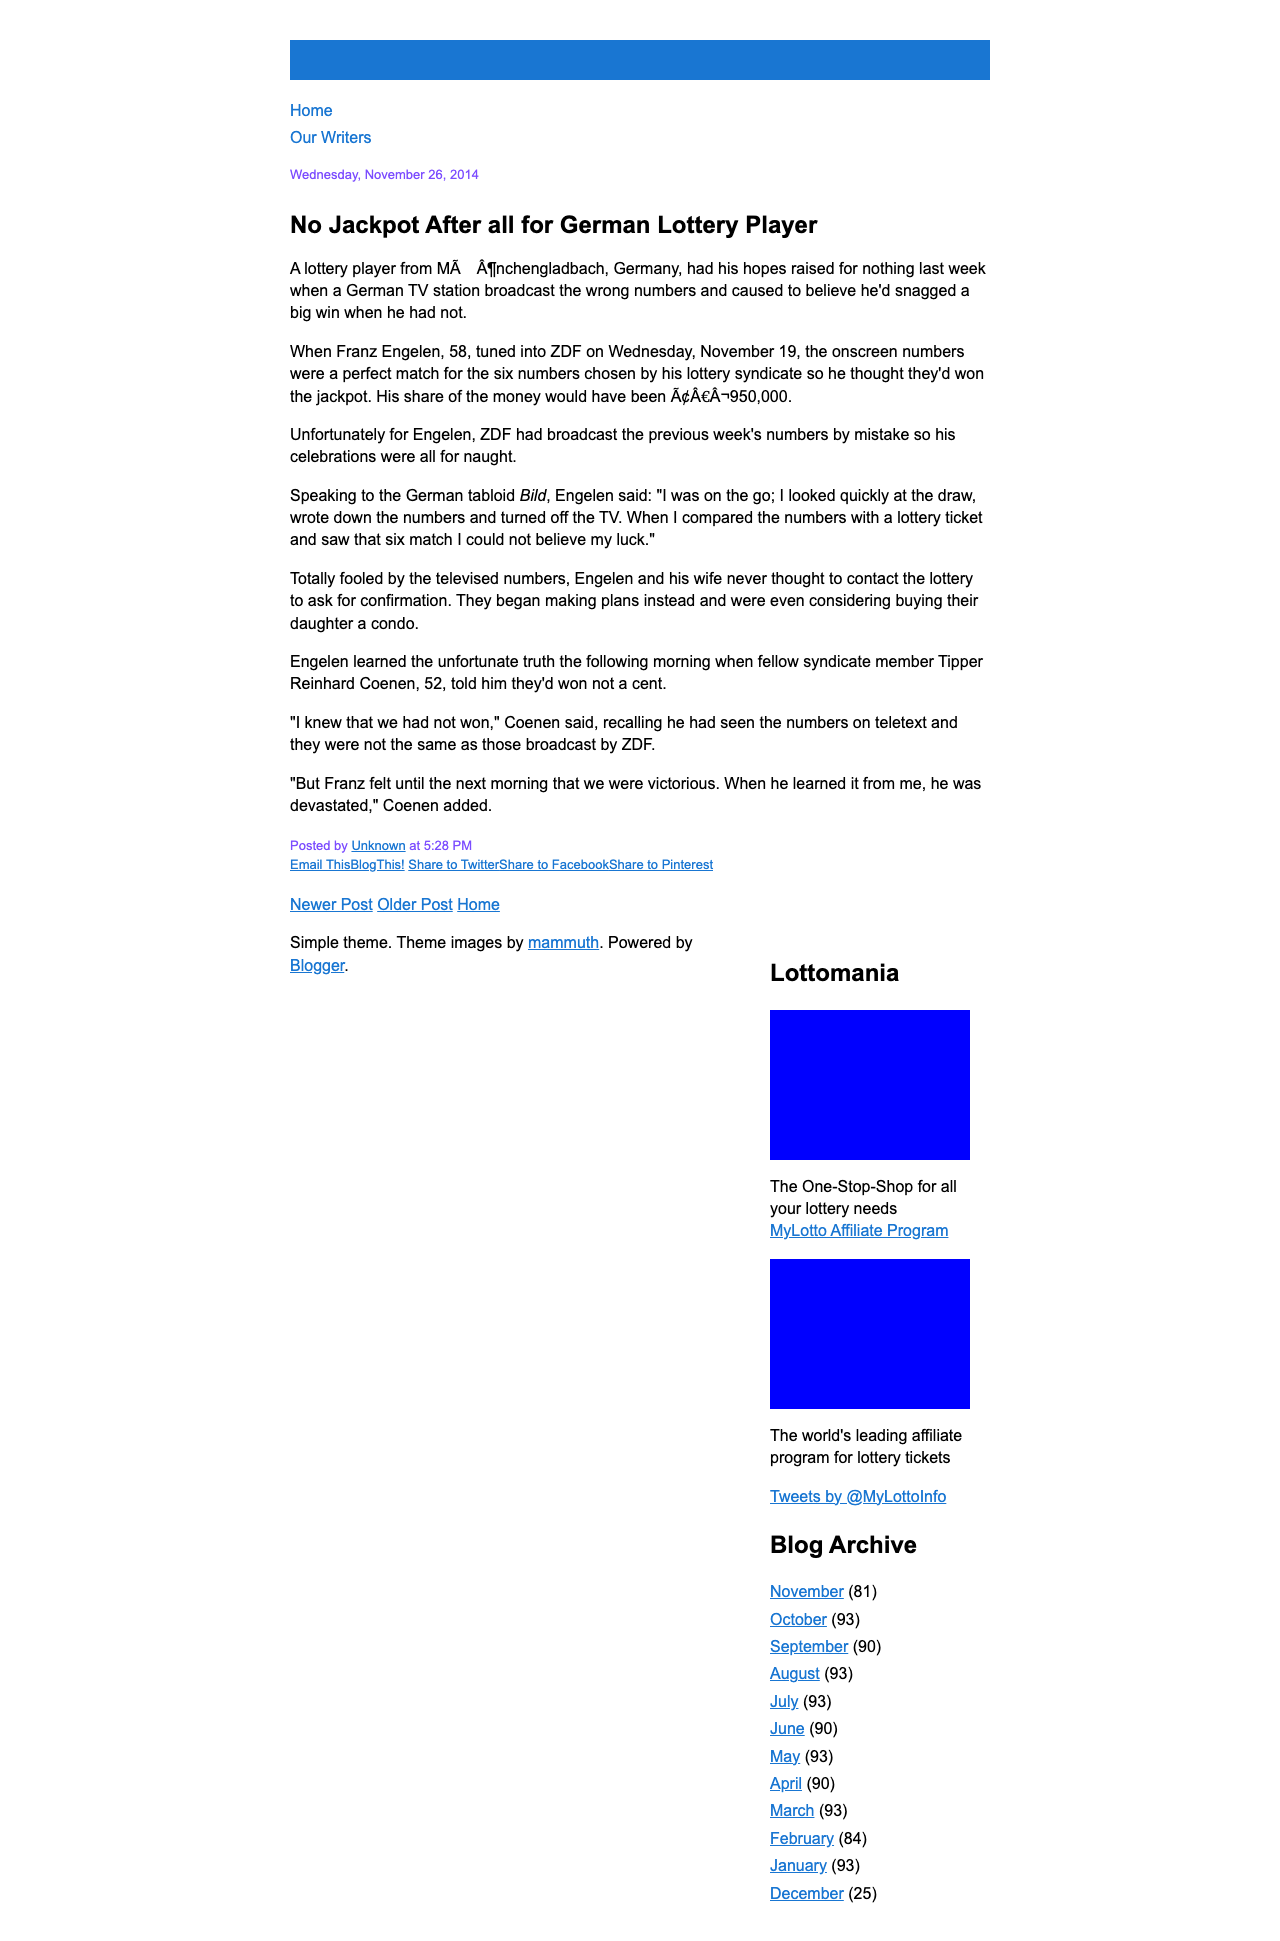 Home
Our Writers
Wednesday, November 26, 2014
No Jackpot After all for German Lottery Player
A lottery player from MÃ Â¶nchengladbach, Germany, had his hopes raised for nothing last week
when a German TV station broadcast the wrong numbers and caused to believe he'd snagged a
big win when he had not.
When Franz Engelen, 58, tuned into ZDF on Wednesday, November 19, the onscreen numbers
were a perfect match for the six numbers chosen by his lottery syndicate so he thought they'd won
the jackpot. His share of the money would have been Ã¢Â€Â¬950,000.
Unfortunately for Engelen, ZDF had broadcast the previous week's numbers by mistake so his
celebrations were all for naught.
Speaking to the German tabloid Bild, Engelen said: "I was on the go; I looked quickly at the draw,
wrote down the numbers and turned off the TV. When I compared the numbers with a lottery ticket
and saw that six match I could not believe my luck."
Totally fooled by the televised numbers, Engelen and his wife never thought to contact the lottery
to ask for confirmation. They began making plans instead and were even considering buying their
daughter a condo.
Engelen learned the unfortunate truth the following morning when fellow syndicate member Tipper
Reinhard Coenen, 52, told him they'd won not a cent.
"I knew that we had not won," Coenen said, recalling he had seen the numbers on teletext and
they were not the same as those broadcast by ZDF.
"But Franz felt until the next morning that we were victorious. When he learned it from me, he was
devastated," Coenen added.
Posted by Unknown at 5:28 PM
Email ThisBlogThis! Share to TwitterShare to FacebookShare to Pinterest
Newer Post Older Post Home
Simple theme. Theme images by mammuth. Powered by
Blogger.
Lottomania
The One-Stop-Shop for all
your lottery needs
MyLotto Affiliate Program
The world's leading affiliate
program for lottery tickets
Tweets by @MyLottoInfo
Blog Archive
November (81)
October (93)
September (90)
August (93)
July (93)
June (90)
May (93)
April (90)
March (93)
February (84)
January (93)
December (25)